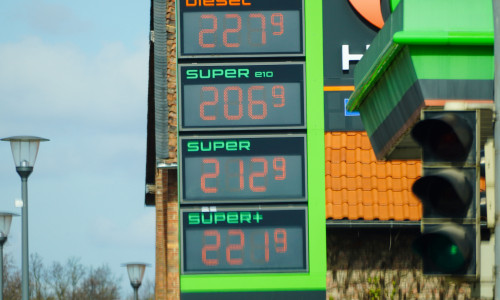 Diesel
227⁹
SUPER e10
206⁹
SUPER
212⁹
SUPER+
221⁹
H